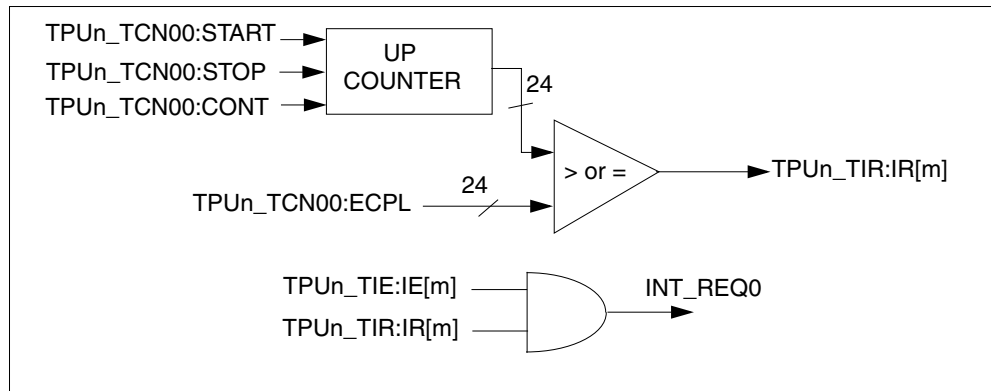 TPUn_TCN00:START
TPUn_TCN00:STOP
TPUn_TCN00:CONT
UP
COUNTER
24
> or =
TPUn_TIR:IR[m]
24
TPUn_TCN00:ECPL
TPUn_TIE:IE[m]
TPUn_TIR:IR[m]
INT_REQ0